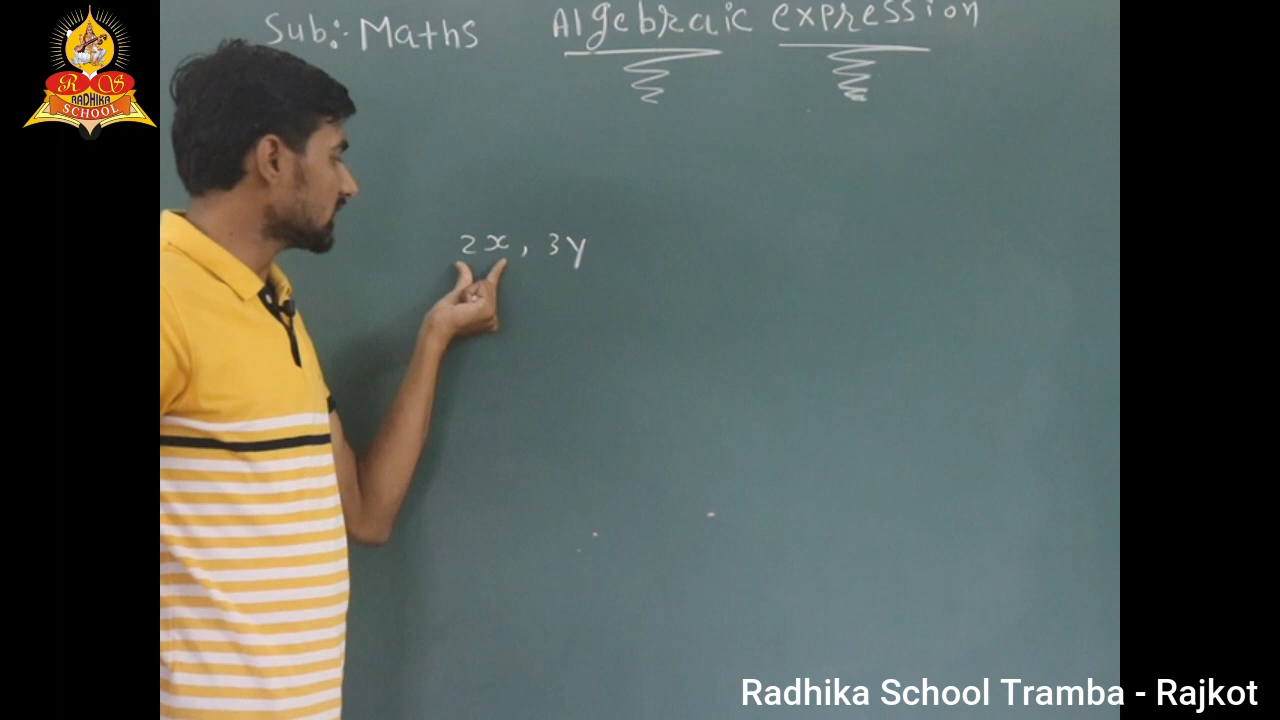 Sub:- Maths Algebraic expression
R S
RADHIKA
SCHOOL
2x, 3y
Radhika School Tramba - Rajkot